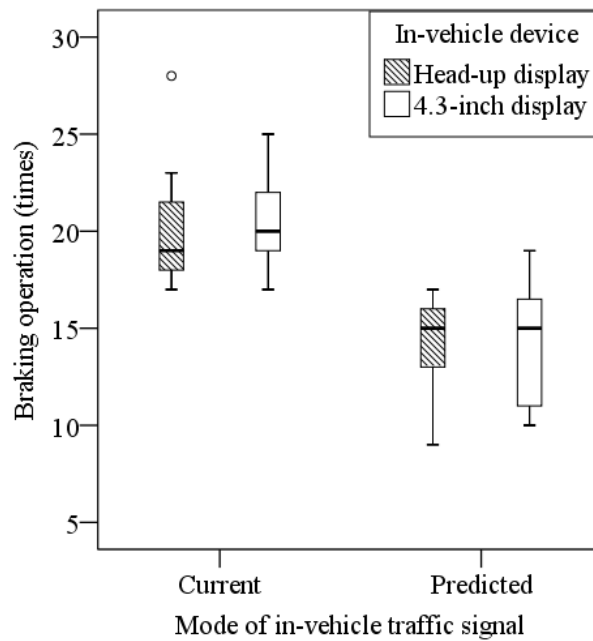 In-vehicle device
Head-up display
4.3-inch display
30
25
20
15
10
5
Braking operation (times)
Current Predicted
Mode of in-vehicle traffic signal